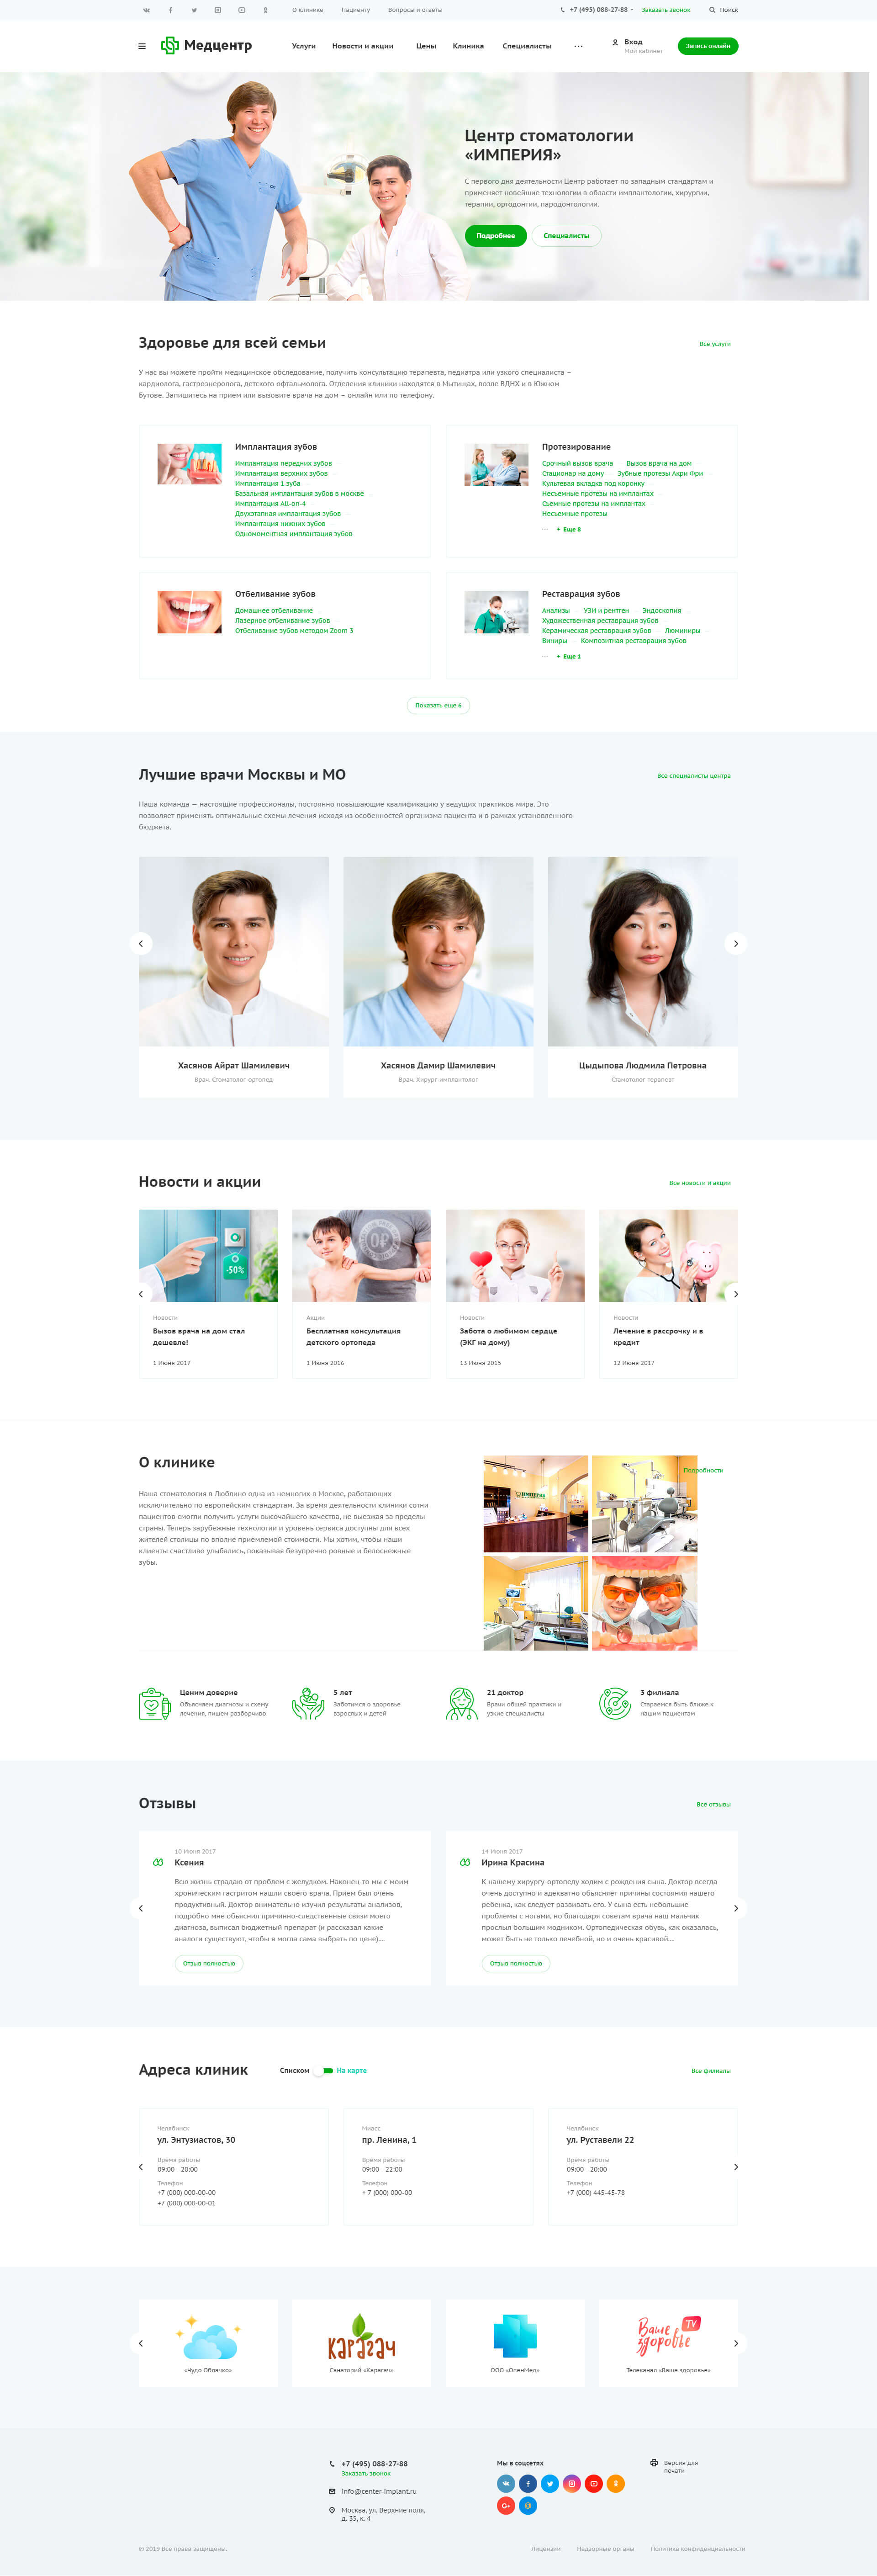 О клинике Пациенту Вопросы и ответы +7 (495) 088-27-88 Заказать звонок Поиск
Медцентр Услуги Новости и акции Цены Клиника Специалисты ... Вход Запись онлайн
Мой кабинет
Центр стоматологии
«ИМПЕРИЯ»
С первого дня деятельности Центр работает по западным стандартам и
применяет новейшие технологии в области имплантологии, хирургии,
терапии, ортодонтии, пародонтологии.
Подробнее Специалисты
Здоровье для всей семьи Все услуги
У нас вы можете пройти медицинское обследование, получить консультацию терапевта, педиатра или узкого специалиста –
кардиолога, гастроэнеролога, детского офтальмолога. Отделения клиники находятся в Мытищах, возле ВДНХ и в Южном
Бутове. Запишитесь на прием или вызовите врача на дом – онлайн или по телефону.
Имплантация зубов
Имплантация передних зубов
Имплантация верхних зубов
Имплантация 1 зуба
Базальная имплантация зубов в москве
Имплантация All-on-4
Двухэтапная имплантация зубов
Имплантация нижних зубов
Одномоментная имплантация зубов
Протезирование
Срочный вызов врача Вызов врача на дом
Стационар на дому Зубные протезы Акри Фри
Культевая вкладка под коронку
Несъемные протезы на имплантах
Съемные протезы на имплантах
Несъемные протезы
... + Еще 8
Отбеливание зубов
Домашнее отбеливание
Лазерное отбеливание зубов
Отбеливание зубов методом Zoom 3
Реставрация зубов
Анализы УЗИ и рентген Эндоскопия
Художественная реставрация зубов
Керамическая реставрация зубов Люминиры
Виниры Композитная реставрация зубов
... + Еще 1
Показать еще 6
Лучшие врачи Москвы и МО Все специалисты центра
Наша команда — настоящие профессионалы, постоянно повышающие квалификацию у ведущих практиков мира. Это
позволяет применять оптимальные схемы лечения исходя из особенностей организма пациента и в рамках установленного
бюджета.
Хасянов Айрат Шамилевич
Врач. Стоматолог-ортопед
Хасянов Дамир Шамилевич
Врач. Хирург-имплантолог
Цыдыпова Людмила Петровна
Стамотолог-терапевт
Новости и акции Все новости и акции
-50%
0₽
Новости
Вызов врача на дом стал
дешевле!
1 Июня 2017
Акции
Бесплатная консультация
детского ортопеда
1 Июня 2016
Новости
Забота о любимом сердце
(ЭКГ на дому)
13 Июня 2015
Новости
Лечение в рассрочку и в
кредит
12 Июня 2017
О клинике
Подробности
Наша стоматология в Люблино одна из немногих в Москве, работающих
исключительно по европейским стандартам. За время деятельности клиники сотни
пациентов смогли получить услуги высочайшего качества, не выезжая за пределы
страны. Теперь зарубежные технологии и уровень сервиса доступны для всех
жителей столицы по вполне приемлемой стоимости. Мы хотим, чтобы наши
клиенты счастливо улыбались, показывая безупречно ровные и белоснежные
зубы.
ИМПЕРИЯ
Ценим доверие
Объясняем диагнозы и схему
лечения, пишем разборчиво
5 лет
Заботимся о здоровье
взрослых и детей
21 доктор
Врачи общей практики и
узкие специалисты
3 филиала
Стараемся быть ближе к
нашим пациентам
Отзывы Все отзывы
10 Июня 2017
Ксения
Всю жизнь страдаю от проблем с желудком. Наконец-то мы с моим
хроническим гастритом нашли своего врача. Прием был очень
продуктивный. Доктор внимательно изучил результаты анализов,
подробно мне объяснил причинно-следственные связи моего
диагноза, выписал бюджетный препарат (и рассказал какие
аналоги существуют, чтобы я могла сама выбрать по цене)....
Отзыв полностью
14 Июня 2017
Ирина Красина
К нашему хирургу-ортопеду ходим с рождения сына. Доктор всегда
очень доступно и адекватно объясняет причины состояния нашего
ребенка, как следует развивать его. У сына есть небольшие
проблемы с ногами, но благодаря советам врача наш мальчик
прослыл большим модником. Ортопедическая обувь, как оказалась,
может быть не только лечебной, но и очень красивой....
Отзыв полностью
Адреса клиник Списком На карте Все филиалы
Челябинск
ул. Энтузиастов, 30
Время работы
09:00 - 20:00
Телефон
+7 (000) 000-00-00
+7 (000) 000-00-01
Миасс
пр. Ленина, 1
Время работы
09:00 - 22:00
Телефон
+ 7 (000) 000-00
Челябинск
ул. Руставели 22
Время работы
09:00 - 20:00
Телефон
+7 (000) 445-45-78
«Чудо Облачко»
карагач
Санаторий «Карагач»
ООО «ОпенМед»
Ваше здоровье TV
Телеканал «Ваше здоровье»
+7 (495) 088-27-88
Заказать звонок
info@center-implant.ru
Москва, ул. Верхние поля,
д. 35, к. 4
Мы в соцсетях
G+
Версия для
печати
© 2019 Все права защищены. Лицензии Надзорные органы Политика конфиденциальности